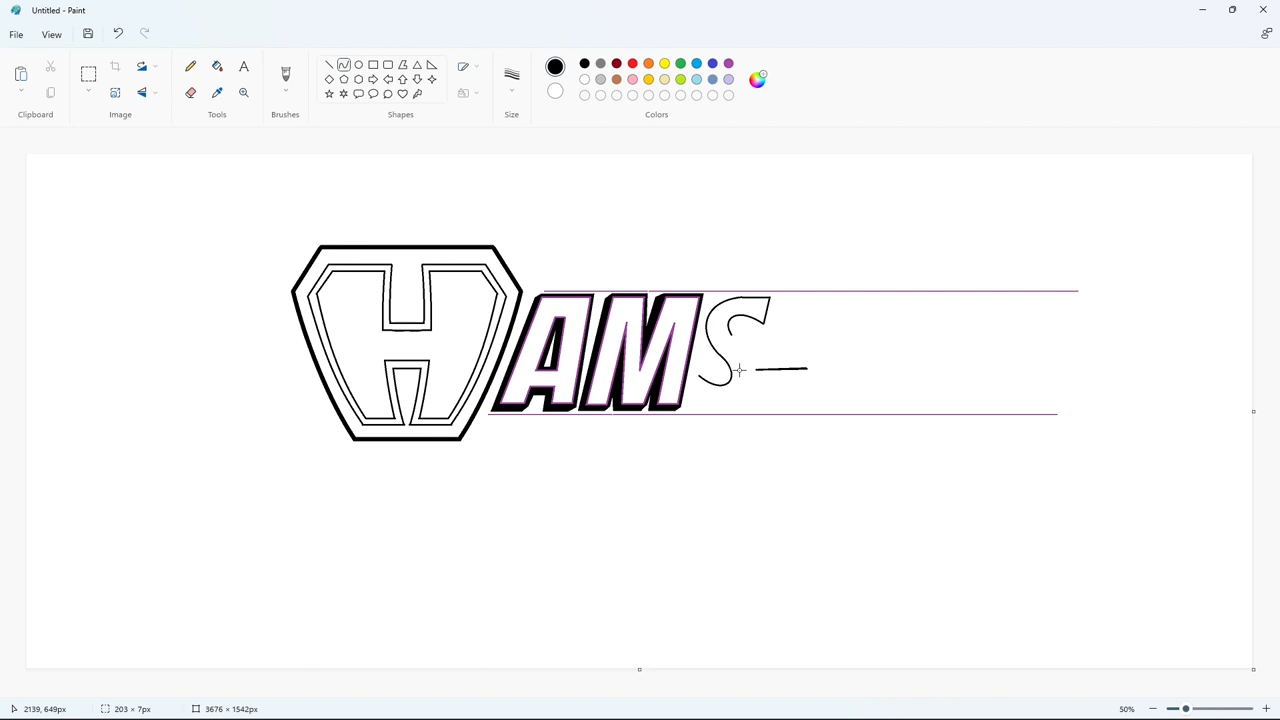 Untitled - Paint
File View
Clipboard Image Tools Brushes Shapes Size Colors
HAMS
2139, 649px 203 × 7px 3676 × 1542px 50%